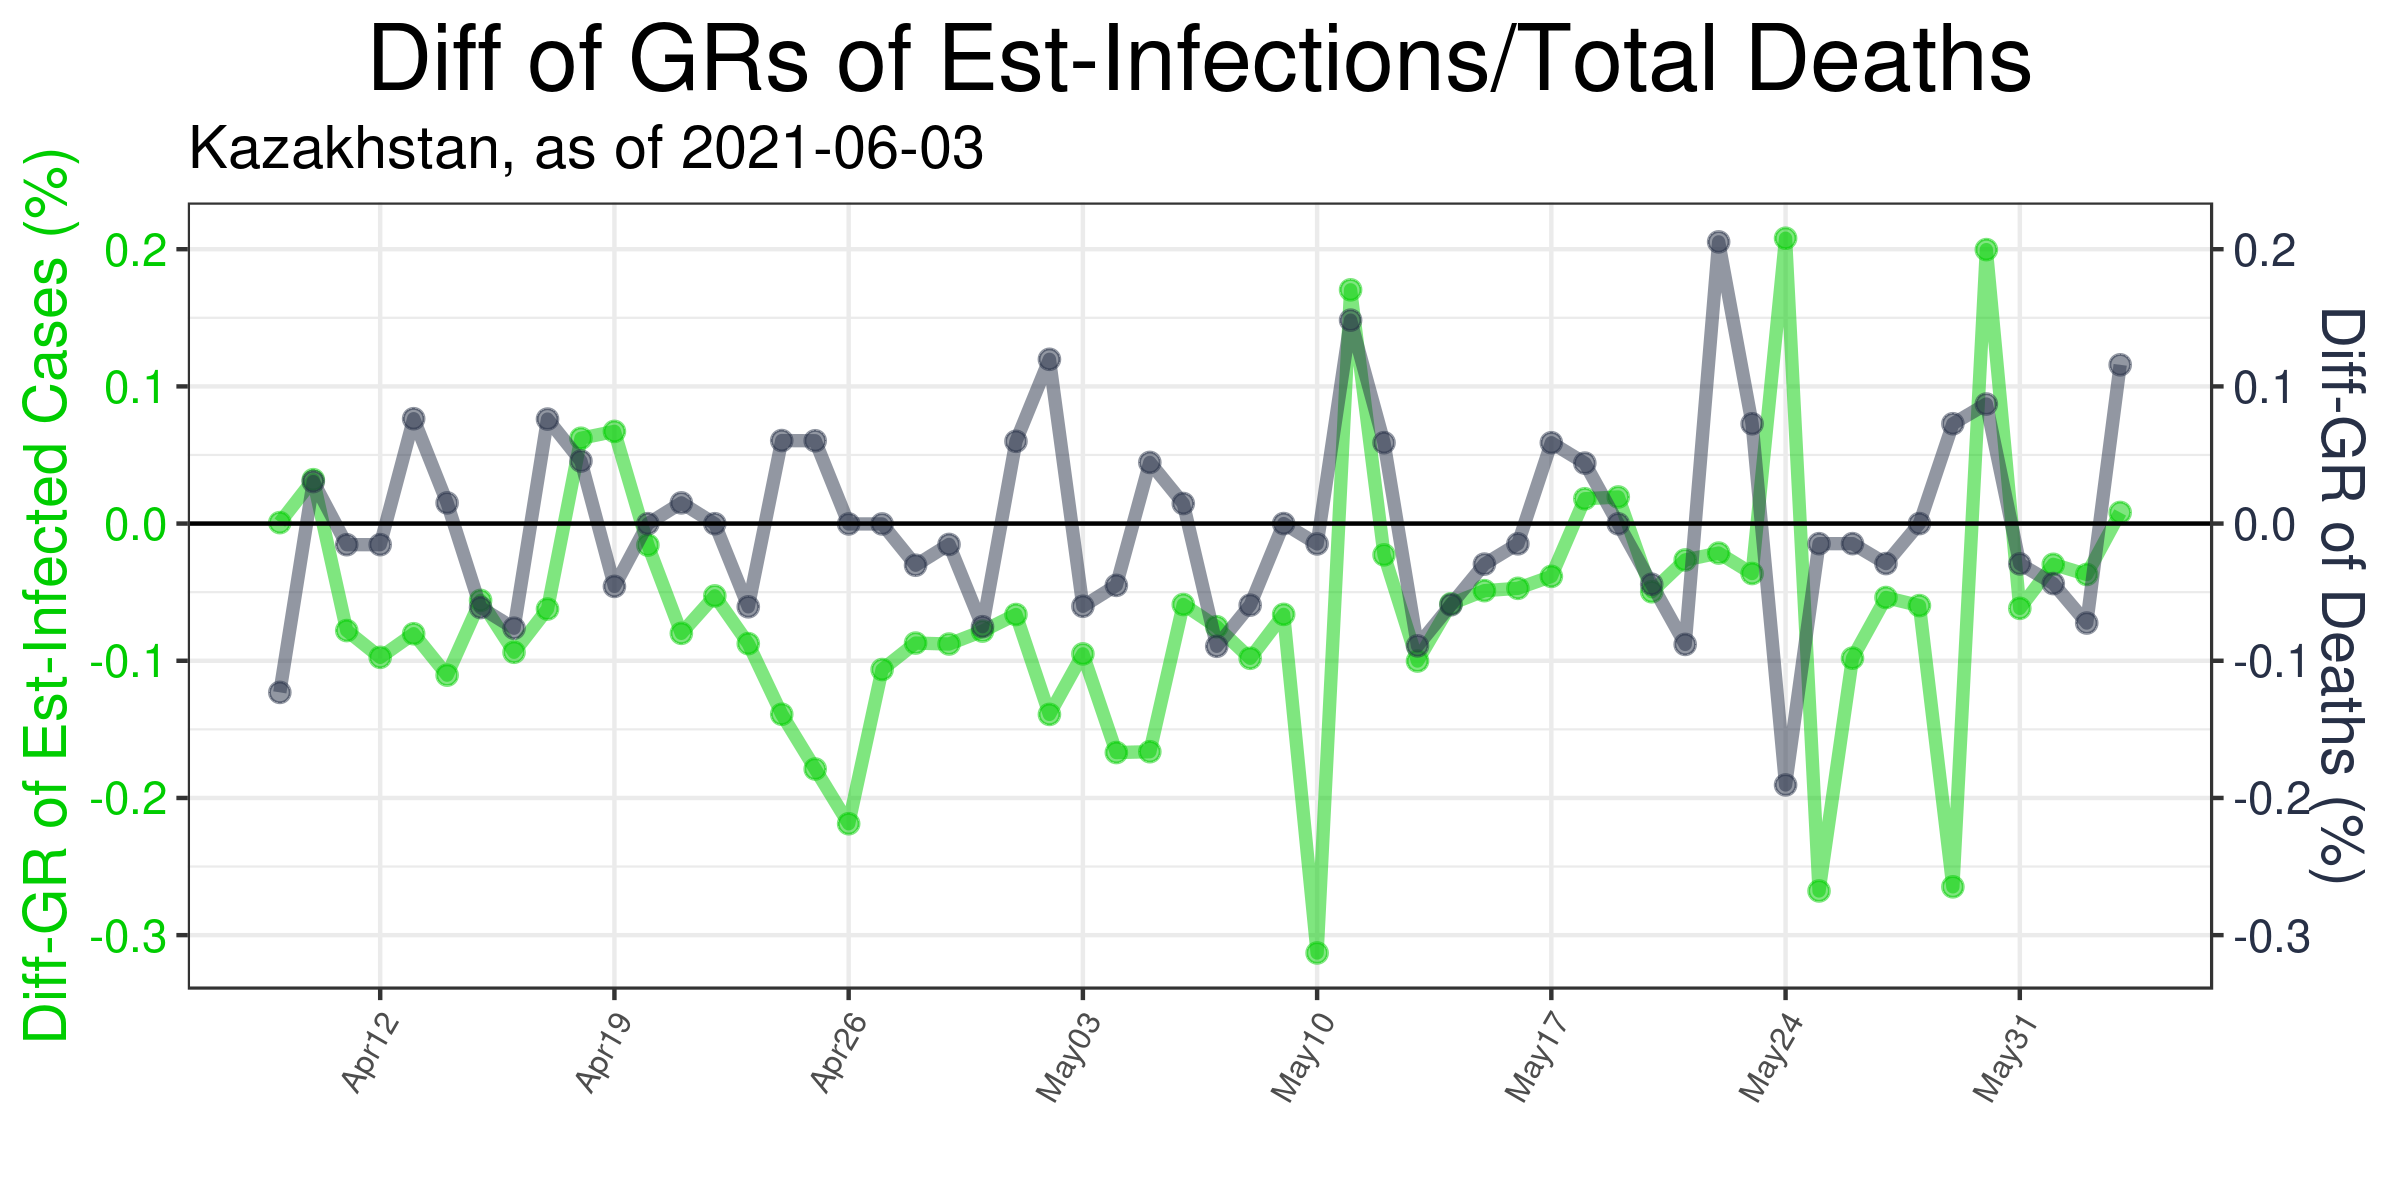 Diff of GRs of Est-Infections/Total Deaths
Kazakhstan, as of 2021-06-03
Diff-GR of Est-Infected Cases (%)
0.2
0.1
0.0
-0.1
-0.2
-0.3
0.2
0.1
0.0
-0.1
-0.2
-0.3
Diff-GR of Deaths (%)
Apr12
Apr19
Apr26
May03
May10
May17
May24
May31